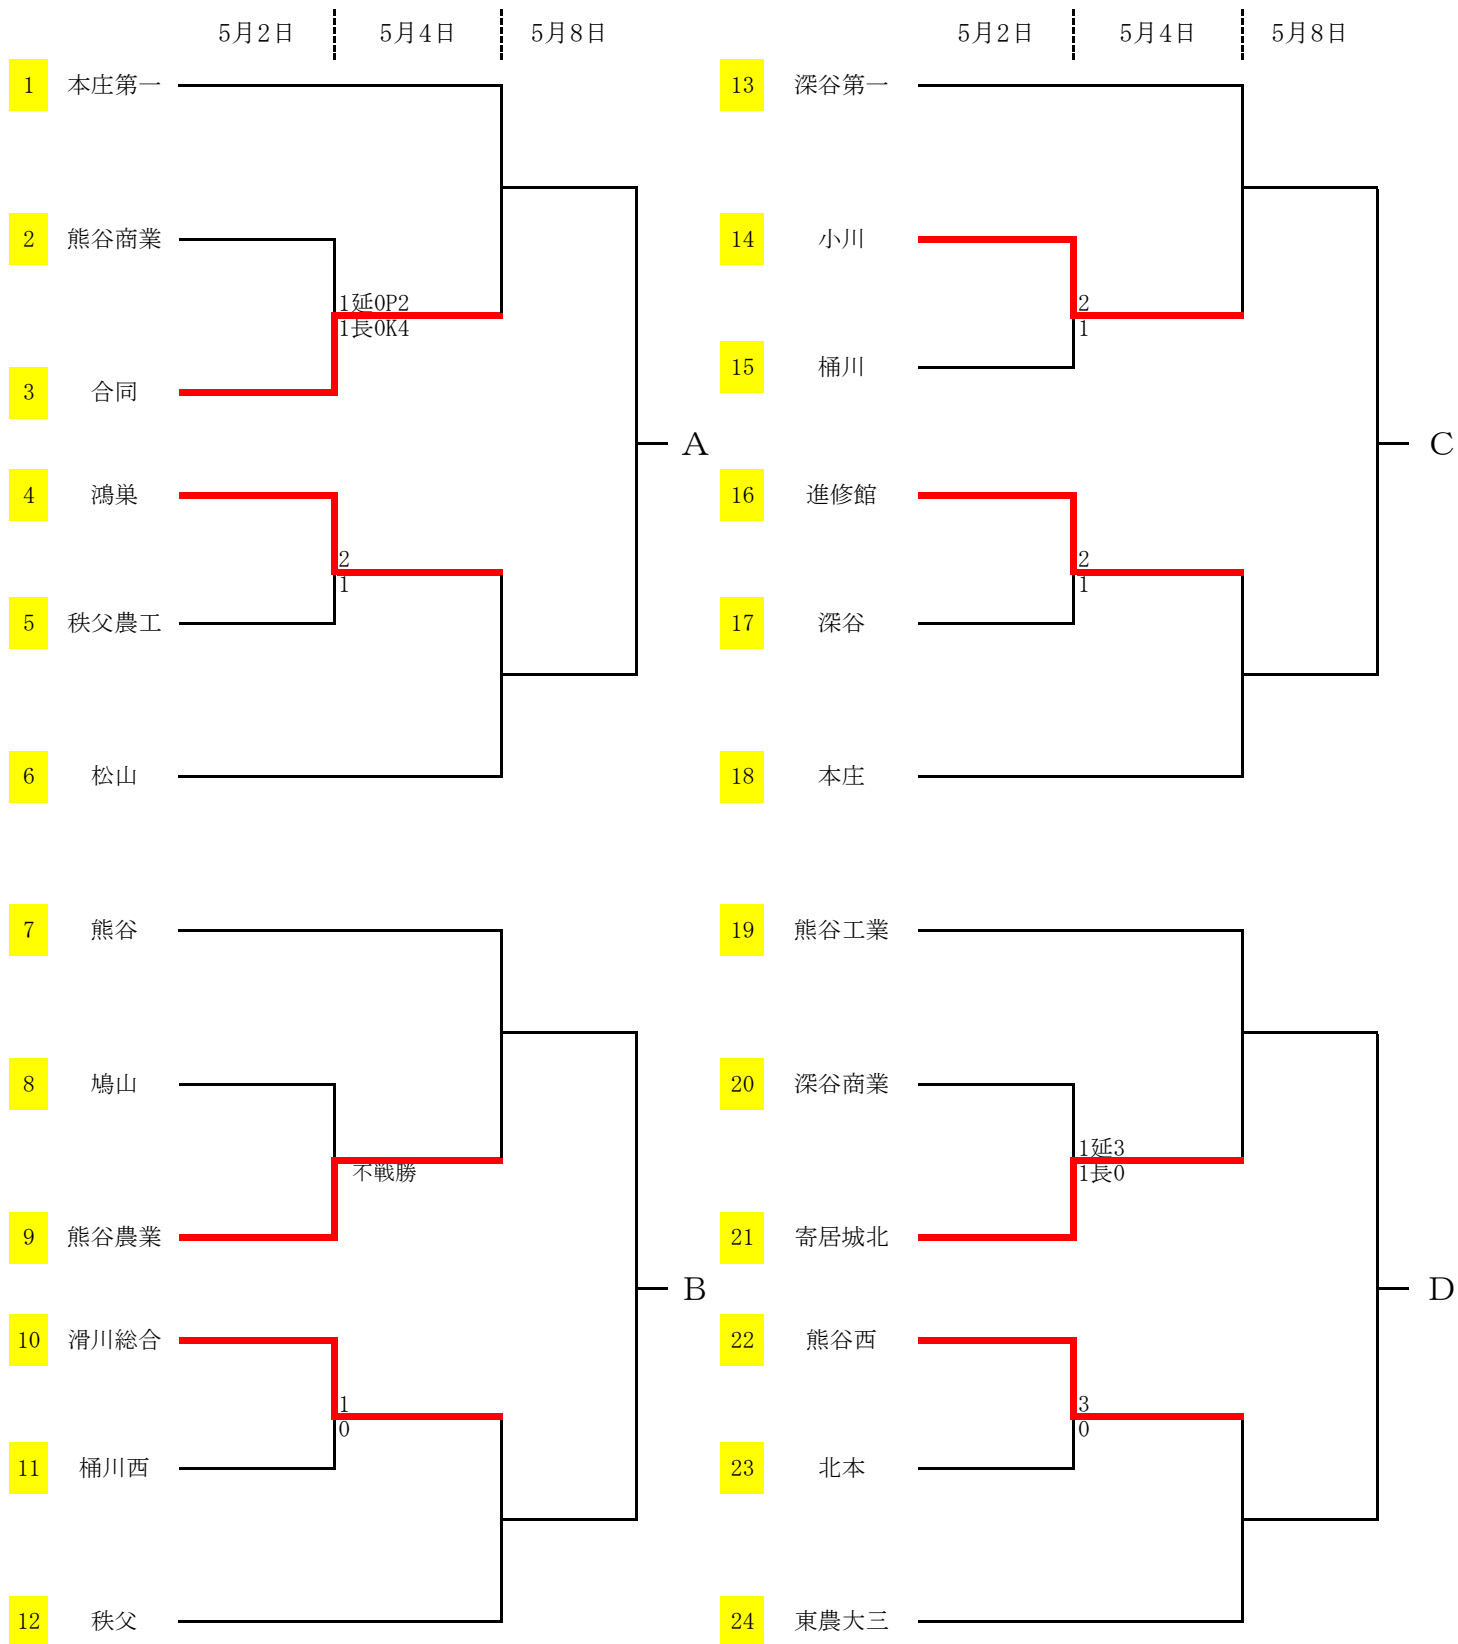 5月2日 5月4日 5月8日
1 本庄第一
2 熊谷商業
1延0P2
1長0K4
3 合同
A
4 鴻巣
2
1
5 秩父農工
6 松山
7 熊谷
8 鳩山
不戦勝
9 熊谷農業
B
10 滑川総合
1
0
11 桶川西
12 秩父
5月2日 5月4日 5月8日
13 深谷第一
14 小川
2
1
15 桶川
C
16 進修館
2
1
17 深谷
18 本庄
19 熊谷工業
20 深谷商業
1延3
1長0
21 寄居城北
D
22 熊谷西
3
0
23 北本
24 東農大三